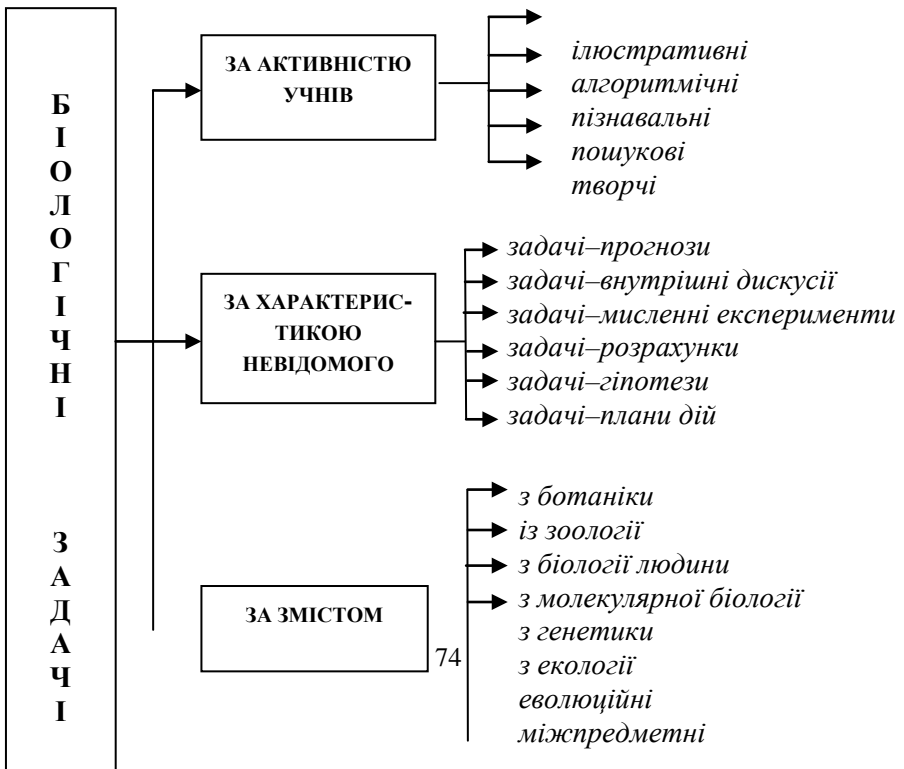 БІОЛОГІЧНІ ЗАДАЧІ
ЗА АКТИВНІСТЮ
УЧНІВ
ілюстративні
алгоритмічні
пізнавальні
пошукові
творчі
ЗА ХАРАКТЕРИС-
ТИКОЮ
НЕВІДОМОГО
задачі–прогнози
задачі–внутрішні дискусії
задачі–мисленні експерименти
задачі–розрахунки
задачі–гіпотези
задачі–плани дій
ЗА ЗМІСТОМ
74
з ботаніки
із зоології
з біології людини
з молекулярної біології
з генетики
з екології
еволюційні
міжпредметні